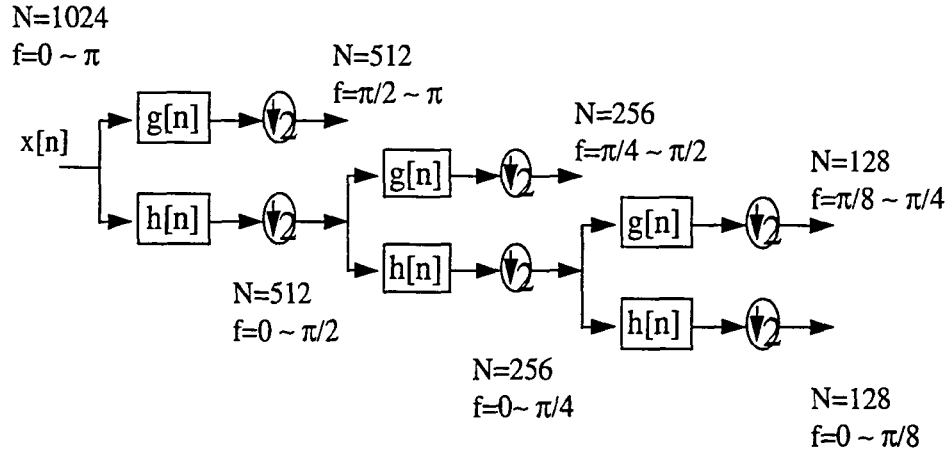 N=1024
f=0 ~ π
N=512
f=π/2 ~ π
g[n]
2
x[n]
N=256
f=π/4 ~ π/2
g[n]
2
N=128
f=π/8 ~ π/4
h[n]
2
g[n]
2
h[n]
2
N=512
f=0 ~ π/2
h[n]
2
N=256
f=0~ π/4
N=128
f=0 ~ π/8